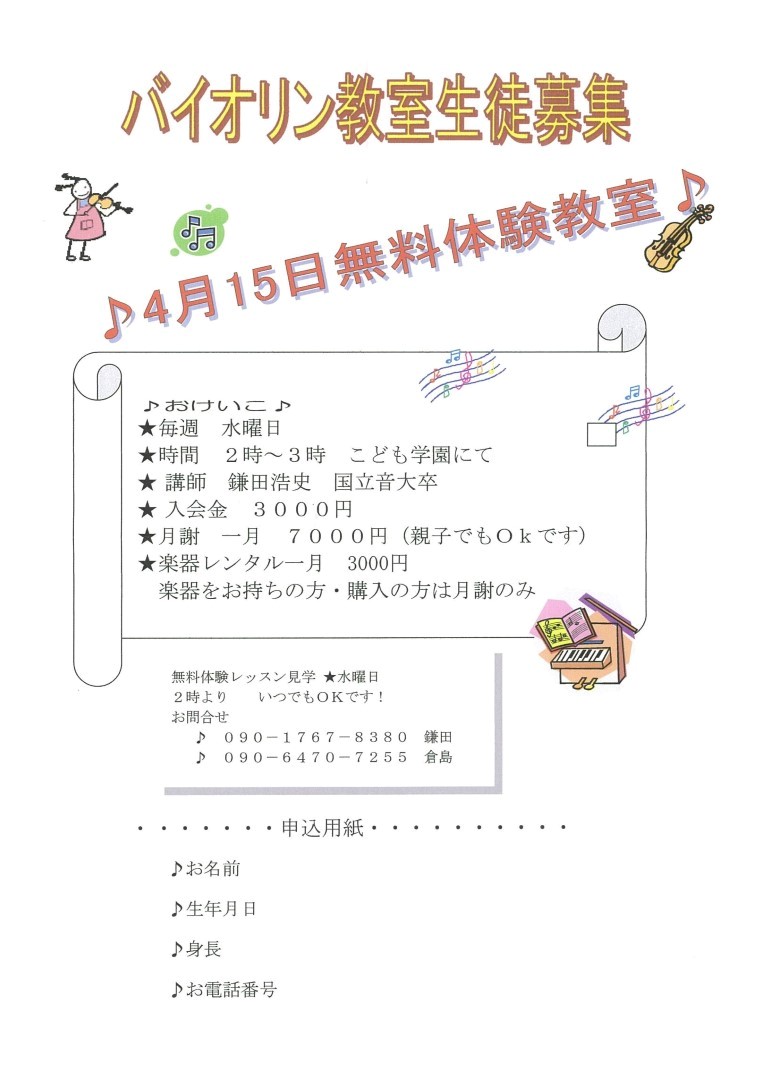 バイオリン教室生徒募集
♪4月15日無料体験教室♪
♪おけいこ♪
★毎週　水曜日
★時間　２時～３時　こども学園にて
★ 講師　鎌田浩史　国立音大卒
★ 入会金　３０００円
★月謝　一月　７０００円（親子でもＯｋです）
★楽器レンタル一月　3000円
楽器をお持ちの方・購入の方は月謝のみ
無料体験レッスン見学 ★水曜日
２時より　　いつでもOKです！
お問合せ
♪　０９０－１７６７－８３８０　鎌田
♪　０９０－６４７０－７２５５　倉島
・・・・・・・申込用紙・・・・・・・・・・
♪お名前
♪生年月日
♪身長
♪お電話番号